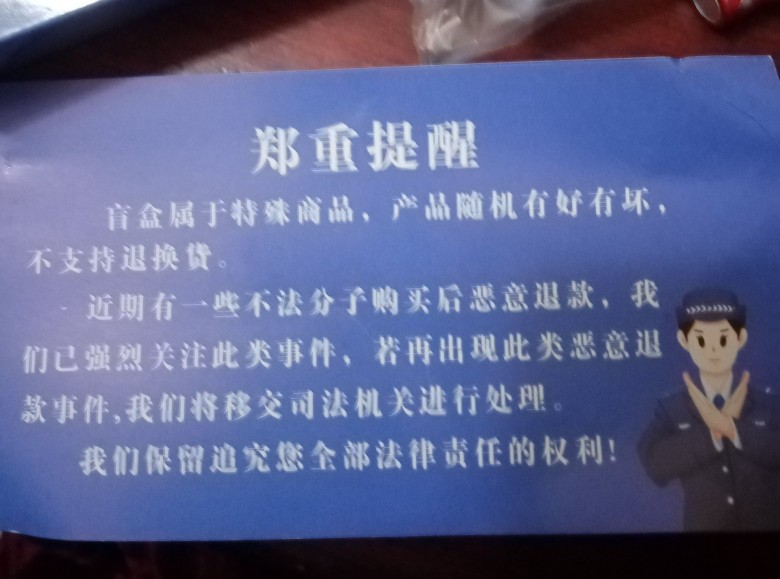 郑重提醒
盲盒属于特殊商品，产品随机有好有坏，
不支持退换货。
近期有一些不法分子购买后恶意退款，我
们已强烈关注此类事件，若再出现此类恶意退
款事件,我们将移交司法机关进行处理。
我们保留追究您全部法律责任的权利!